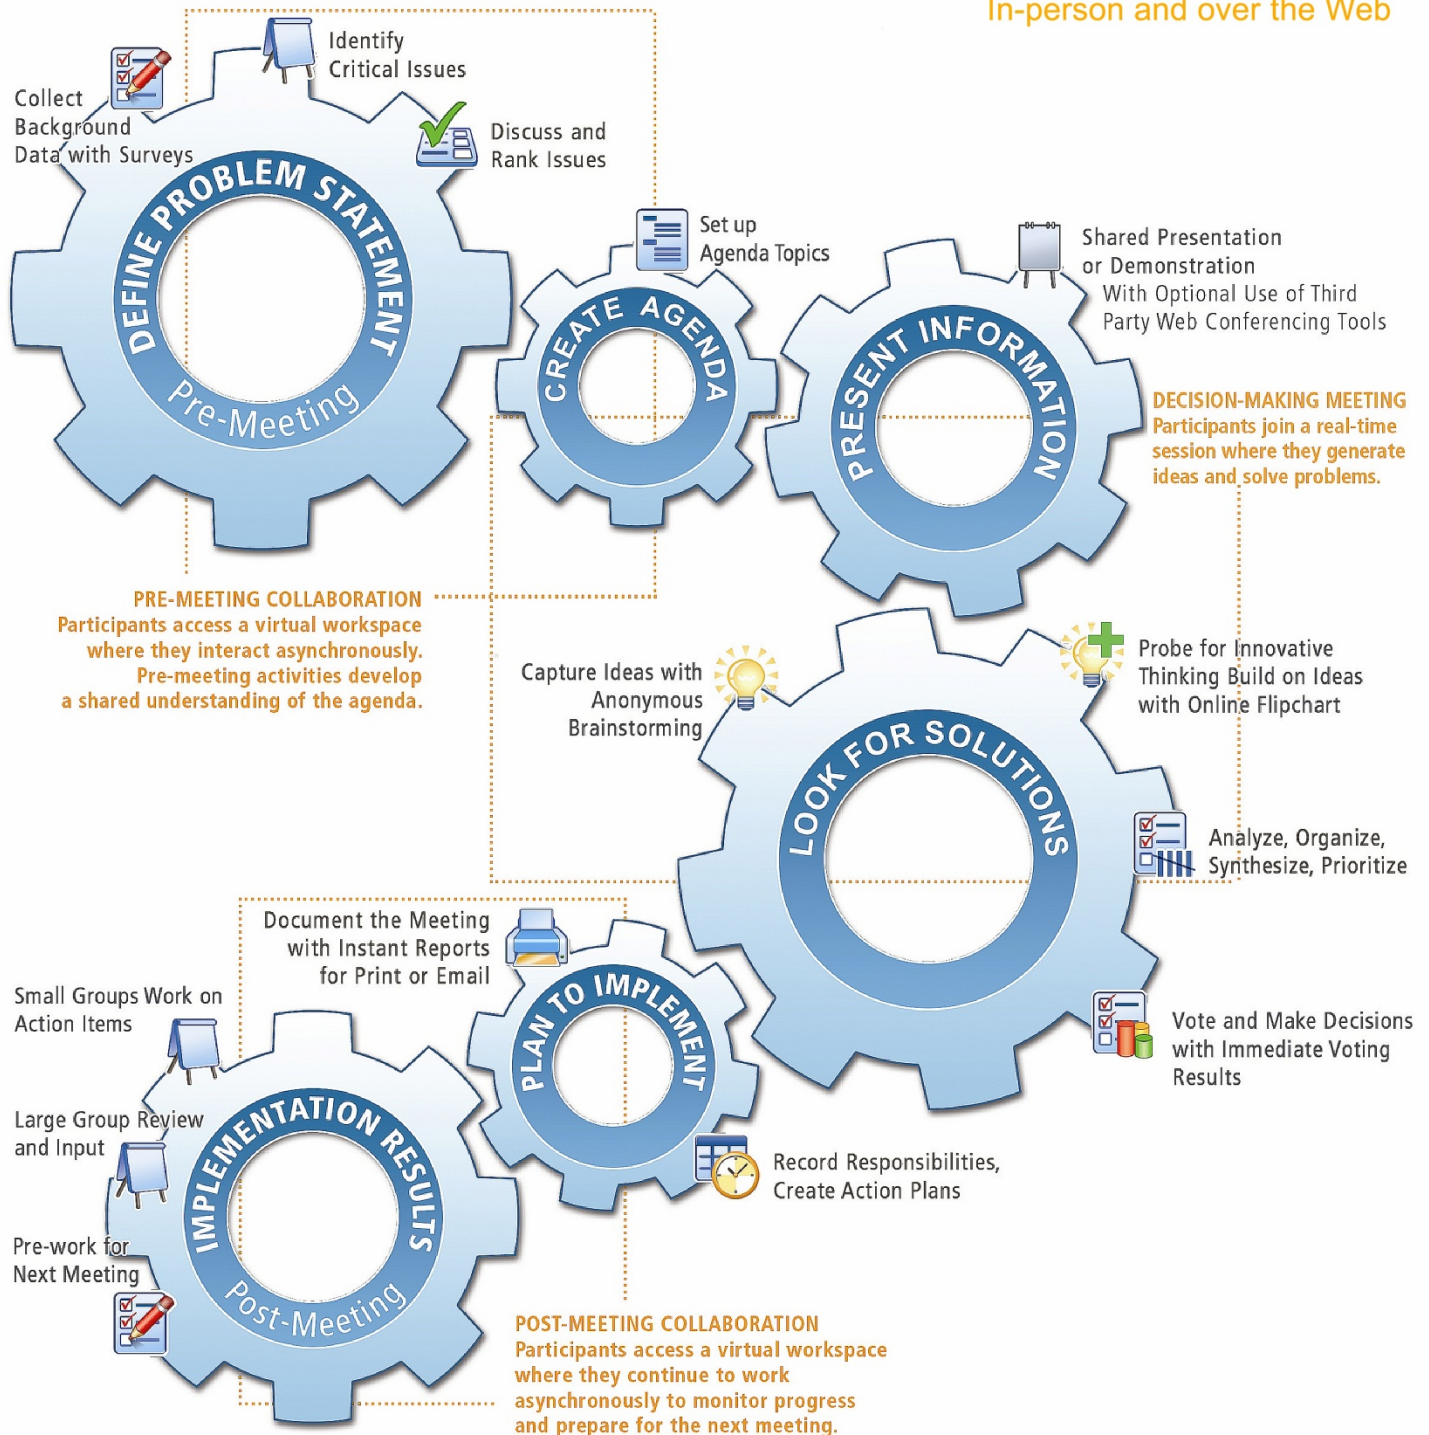 In-person and over the Web
Identify
Critical Issues
Collect
Background
Data with Surveys
Discuss and
Rank Issues
DEFINE PROBLEM STATEMENT
Pre-Meeting
Set up
Agenda Topics
CREATE AGENDA
Shared Presentation
or Demonstration
With Optional Use of Third
Party Web Conferencing Tools
PRESENT INFORMATION
DECISION-MAKING MEETING
Participants join a real-time
session where they generate
ideas and solve problems.
PRE-MEETING COLLABORATION
Participants access a virtual workspace
where they interact asynchronously.
Pre-meeting activities develop
a shared understanding of the agenda.
Capture Ideas with
Anonymous
Brainstorming
Probe for Innovative
Thinking Build on Ideas
with Online Flipchart
LOOK FOR SOLUTIONS
Analyze, Organize,
Synthesize, Prioritize
Vote and Make Decisions
with Immediate Voting
Results
Document the Meeting
with Instant Reports
for Print or Email
PLAN TO IMPLEMENT
Record Responsibilities,
Create Action Plans
Small Groups Work on
Action Items
Large Group Review
and Input
Pre-work for
Next Meeting
IMPLEMENTATION RESULTS
Post-Meeting
POST-MEETING COLLABORATION
Participants access a virtual workspace
where they continue to work
asynchronously to monitor progress
and prepare for the next meeting.